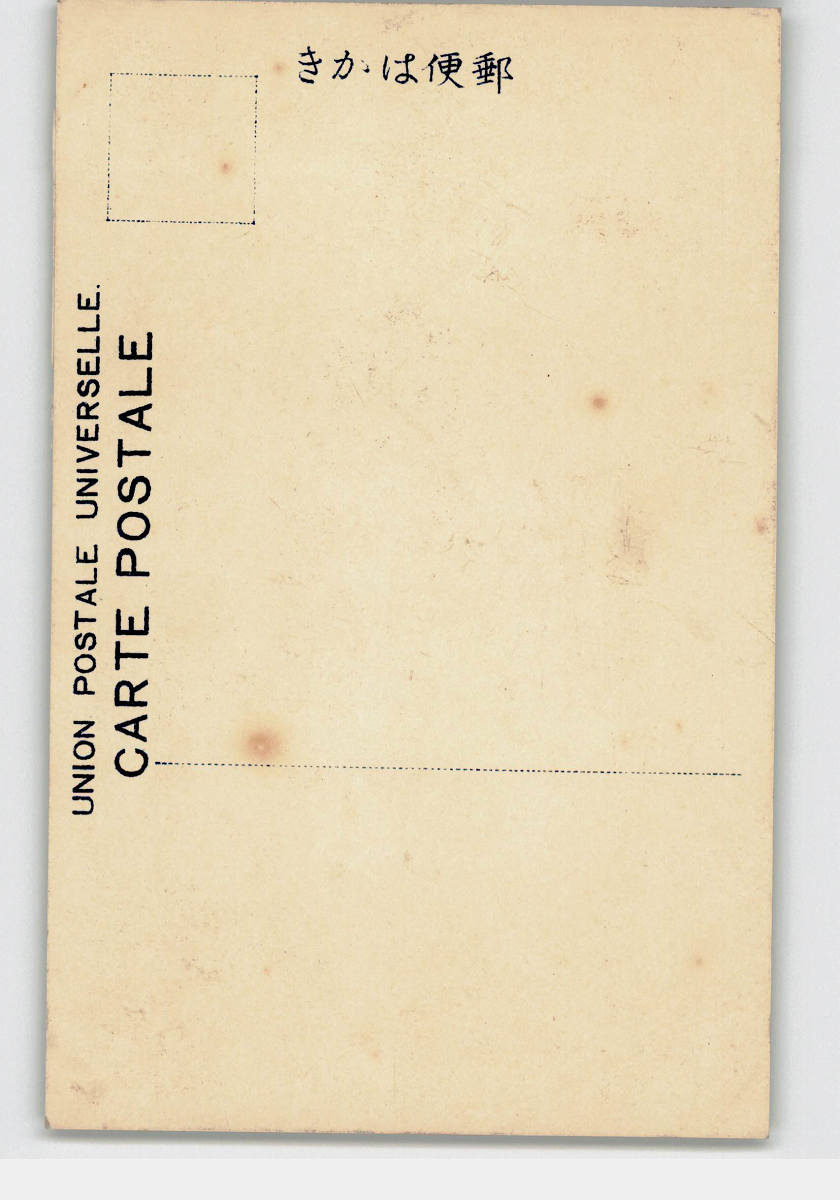 郵便はかき
UNION POSTALE UNIVERSELLE.
CARTE POSTALE